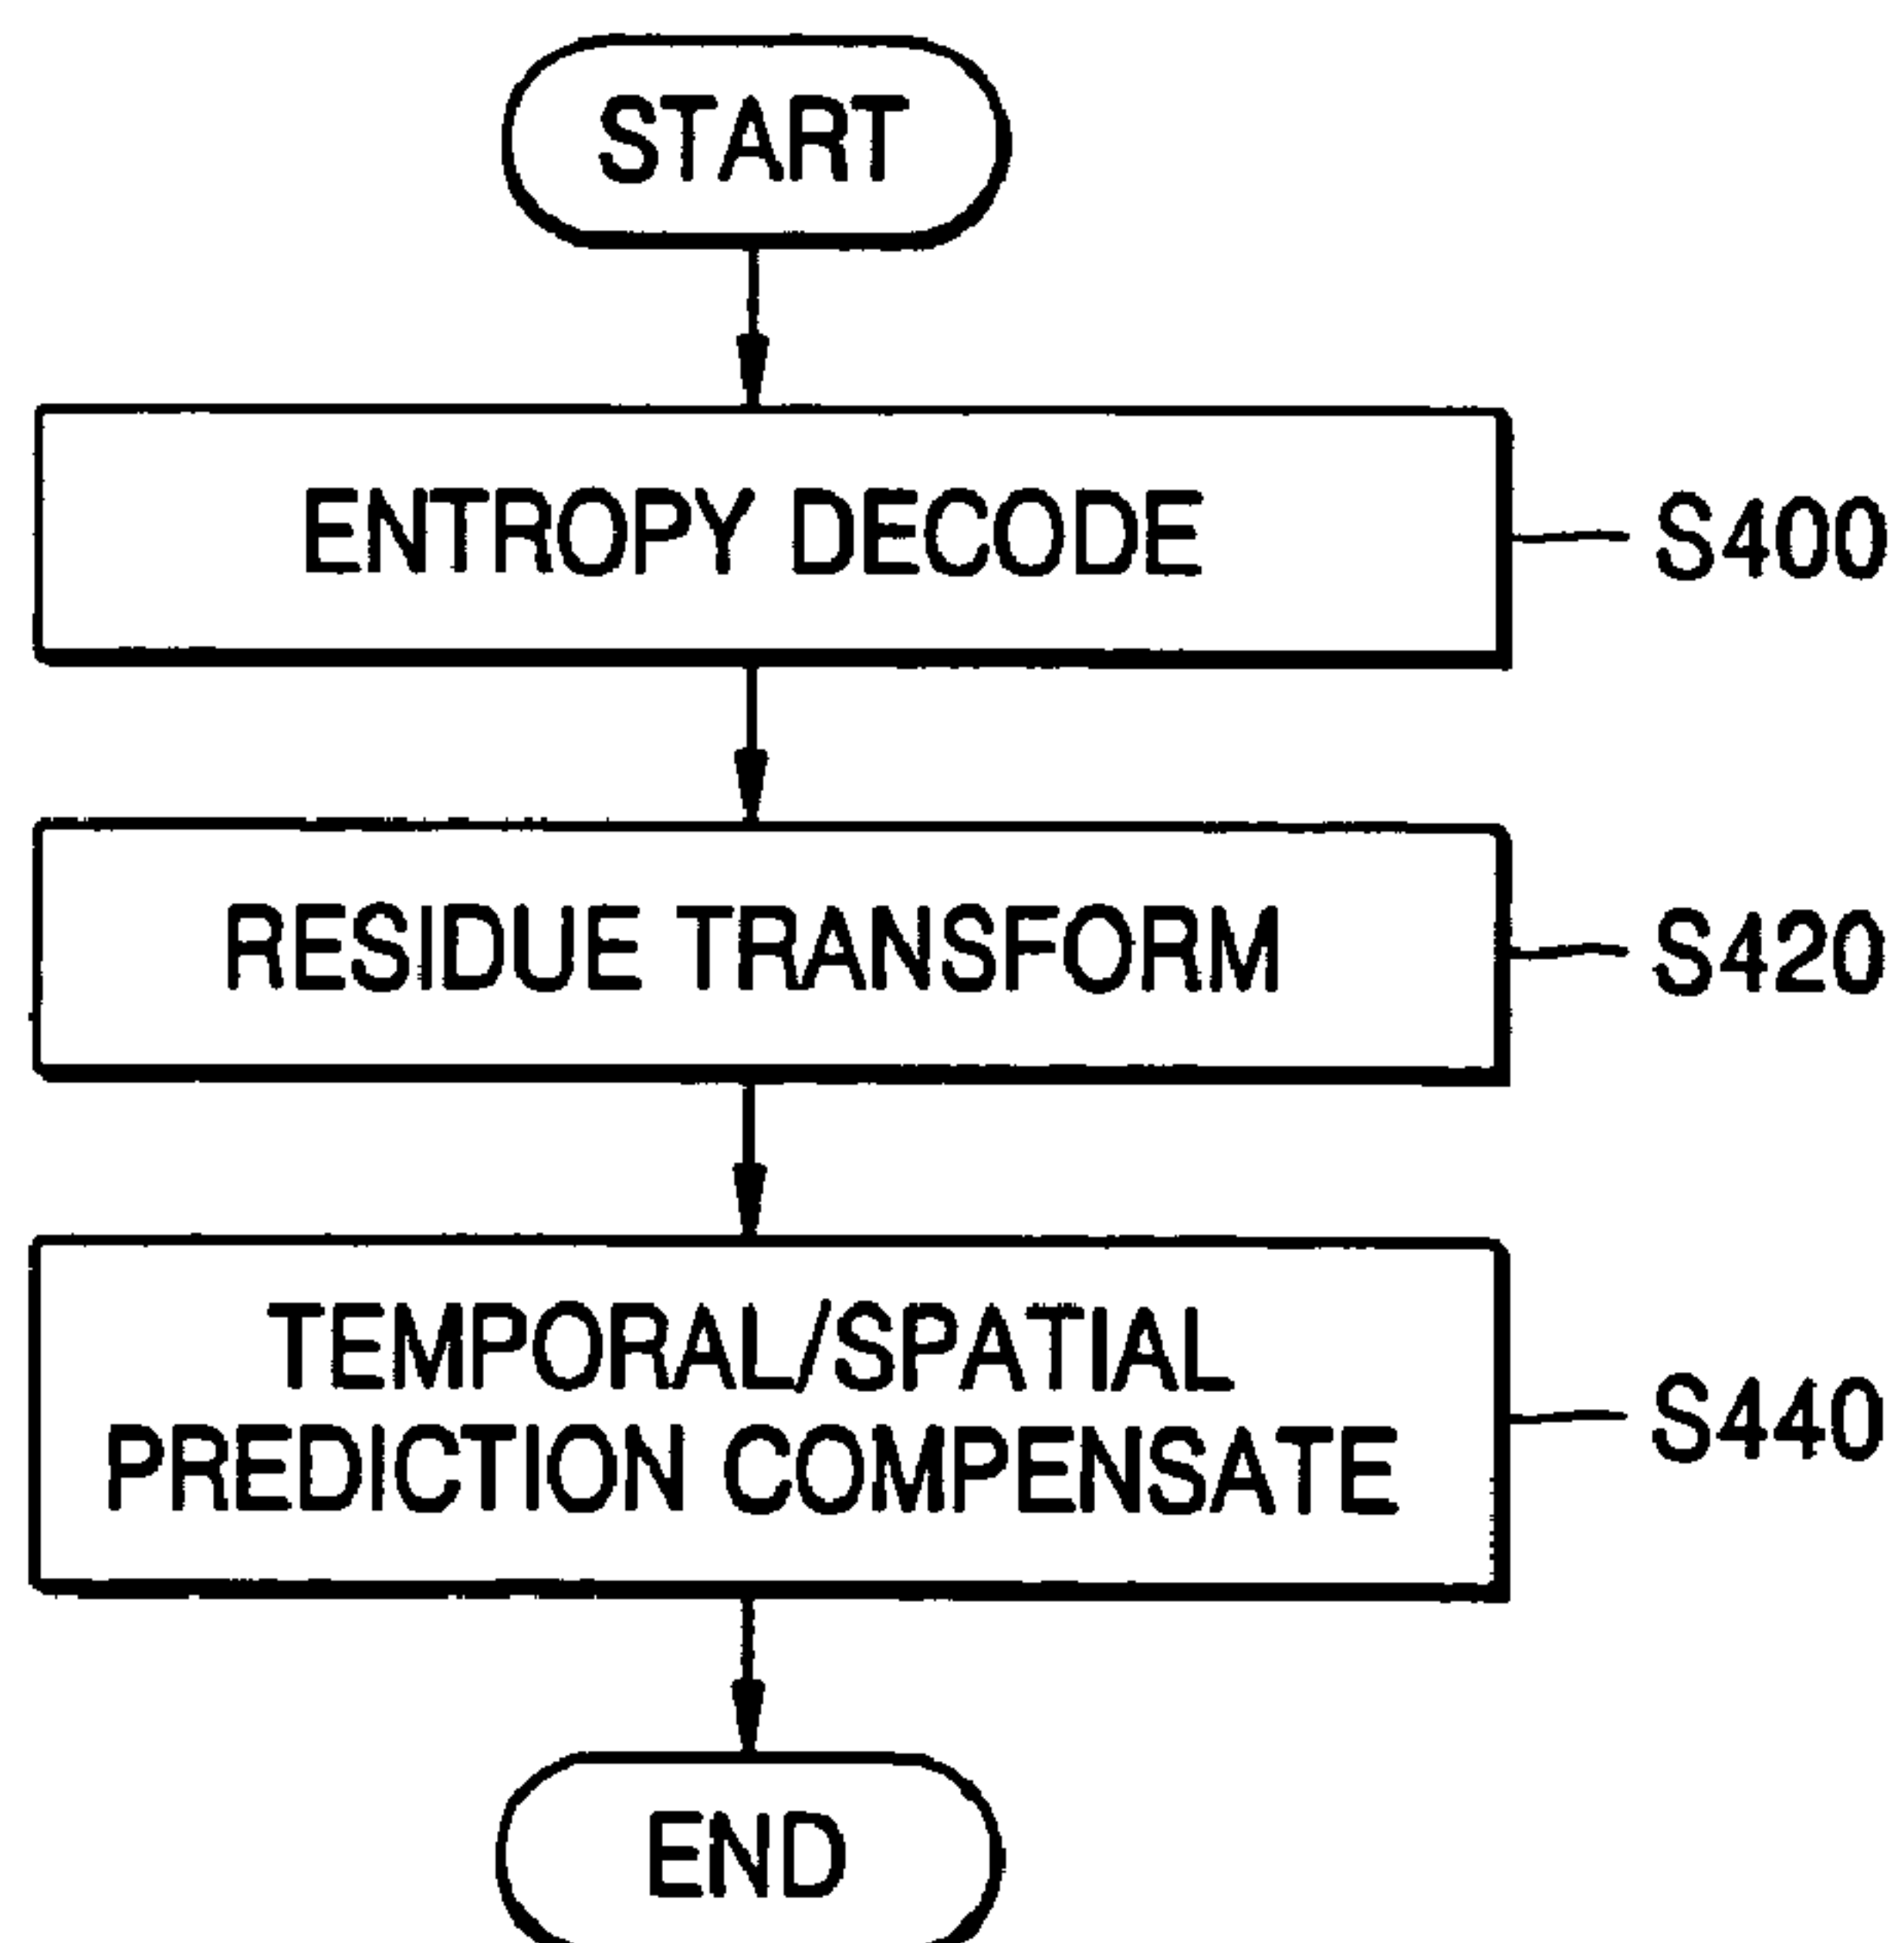 START
ENTROPY DECODE
S400
RESIDUE TRANSFORM
S420
TEMPORAL/SPATIAL
PREDICTION COMPENSATE
S440
END